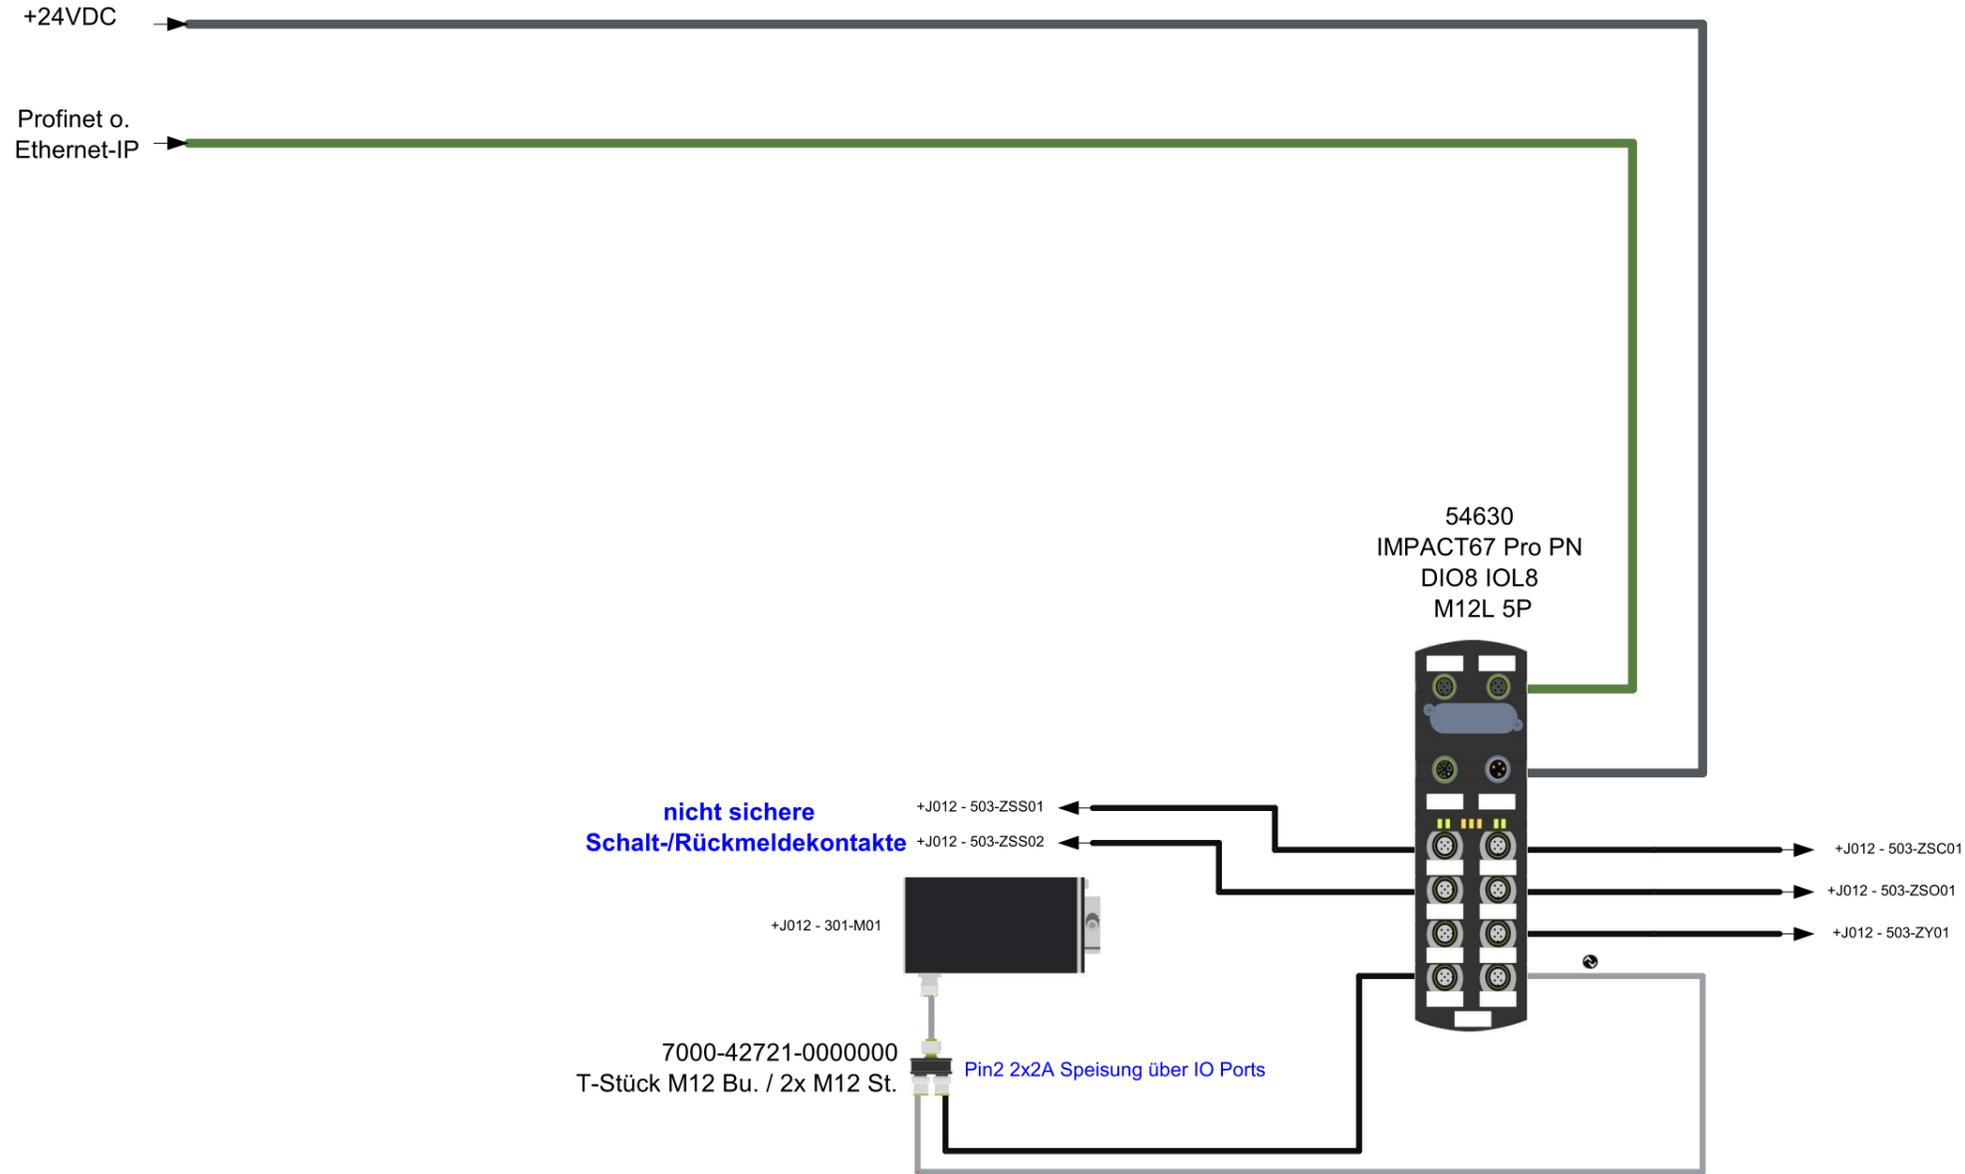 +24VDC
Profinet o.
Ethernet-IP
54630
IMPACT67 Pro PN
DIO8 IOL8
M12L 5P
nicht sichere
Schalt-/Rückmeldekontakte
+J012 - 503-ZSS01
+J012 - 503-ZSS02
+J012 - 503-ZSC01
+J012 - 503-ZSO01
+J012 - 503-ZY01
+J012 - 301-M01
7000-42721-0000000
T-Stück M12 Bu. / 2x M12 St.
Pin2 2x2A Speisung über IO Ports